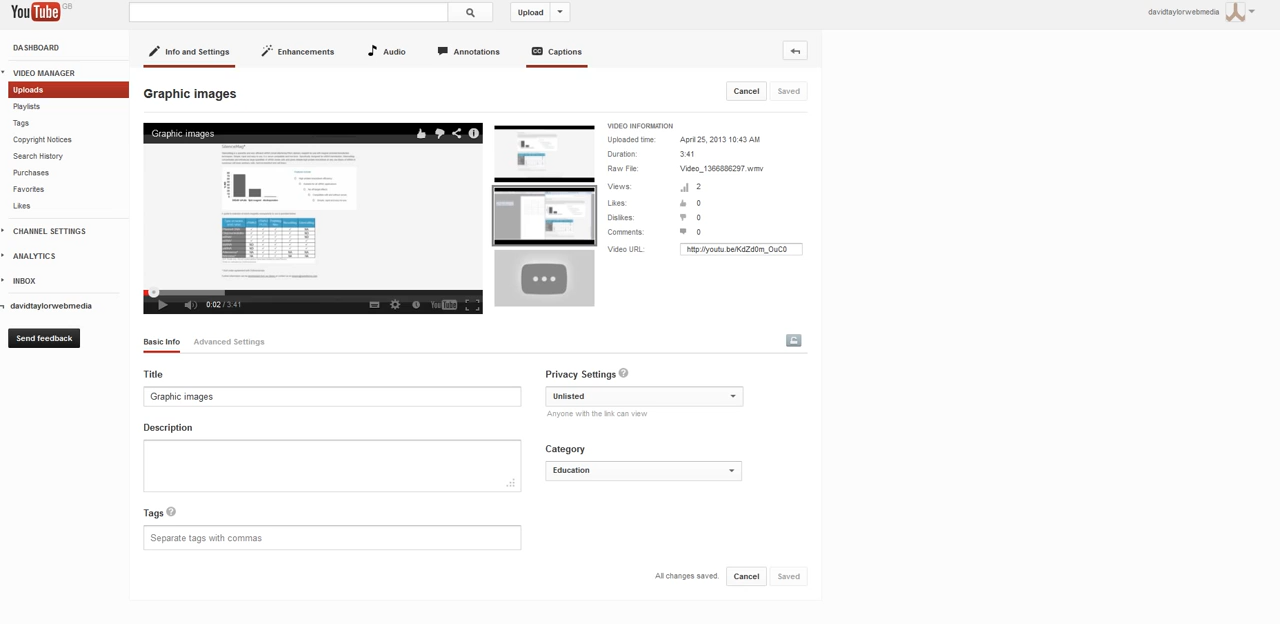 YouTube GB
Upload
davidtaylorwebmedia
DASHBOARD
VIDEO MANAGER
Uploads
Playlists
Tags
Copyright Notices
Search History
Purchases
Favorites
Likes
CHANNEL SETTINGS
ANALYTICS
INBOX
davidtaylorwebmedia
Send feedback
Info and Settings
Enhancements
Audio
CC Captions
Annotations
Graphic images
Cancel
Saved
Graphic images
0:02 / 3:41
YouTube
VIDEO INFORMATION
Uploaded time: April 25, 2013 10:43 AM
Duration: 3:41
Raw File: Video_1366886297.wmv
Views: 2
Likes: 0
Dislikes: 0
Comments: 0
Video URL: http://youtu.be/KdZd0m_OuC0
Basic Info
Advanced Settings
Title
Graphic images
Description
Tags
Separate tags with commas
Privacy Settings
Unlisted
Anyone with the link can view
Category
Education
All changes saved.
Cancel
Saved